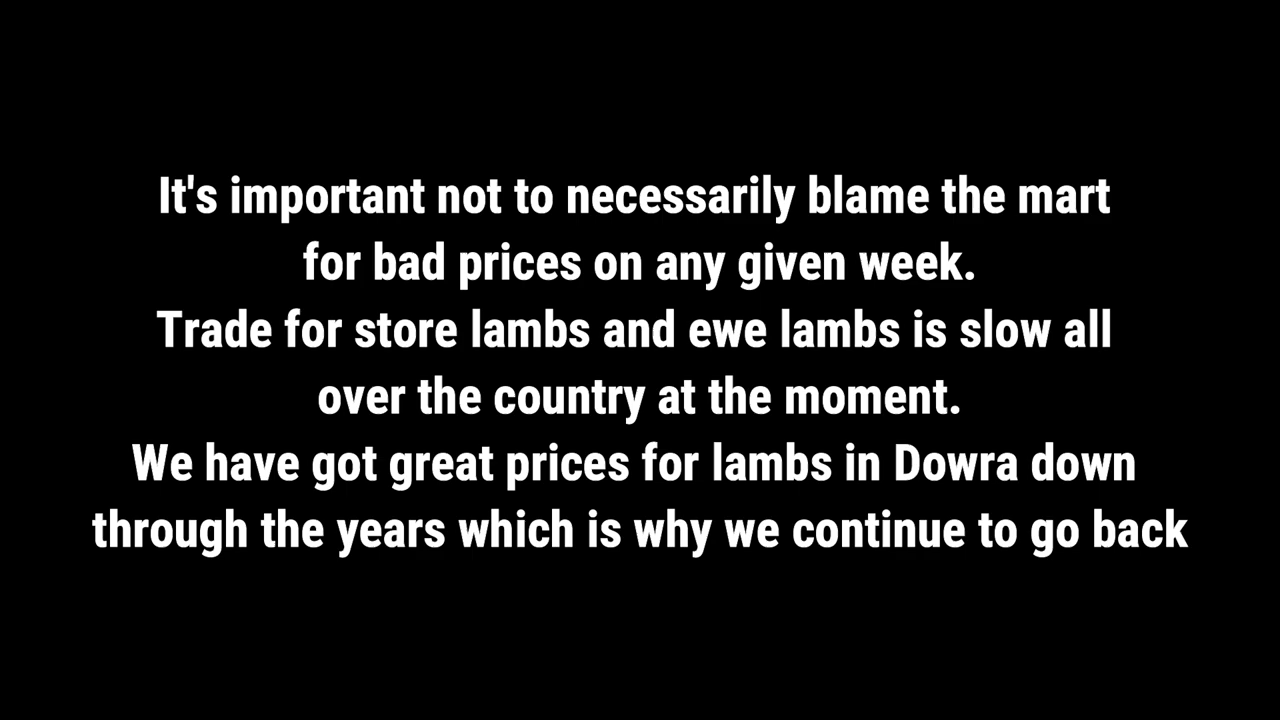 It's important not to necessarily blame the mart
for bad prices on any given week.
Trade for store lambs and ewe lambs is slow all
over the country at the moment.
We have got great prices for lambs in Dowra down
through the years which is why we continue to go back